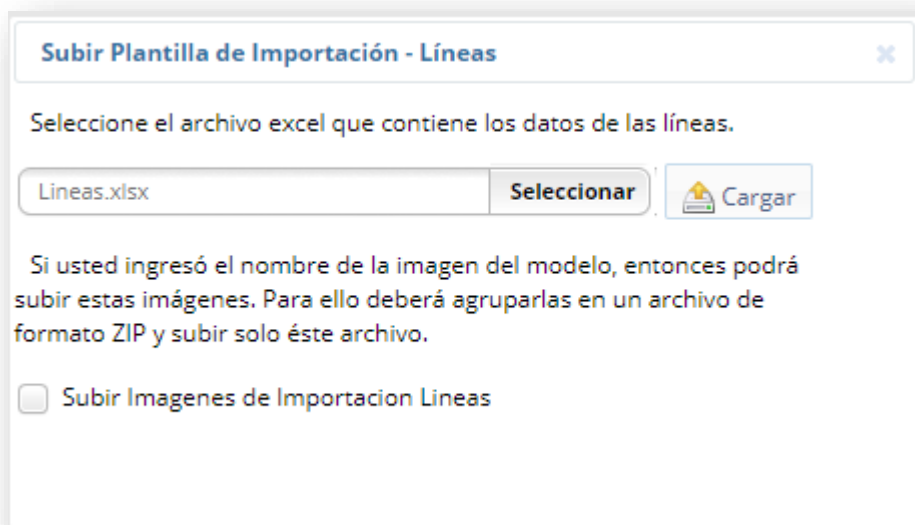 Subir Plantilla de Importación - Líneas
Seleccione el archivo excel que contiene los datos de las líneas.
Lineas.xlsx Seleccionar Cargar
Si usted ingresó el nombre de la imagen del modelo, entonces podrá
subir estas imágenes. Para ello deberá agruparlas en un archivo de
formato ZIP y subir solo éste archivo.
Subir Imagenes de Importacion Lineas